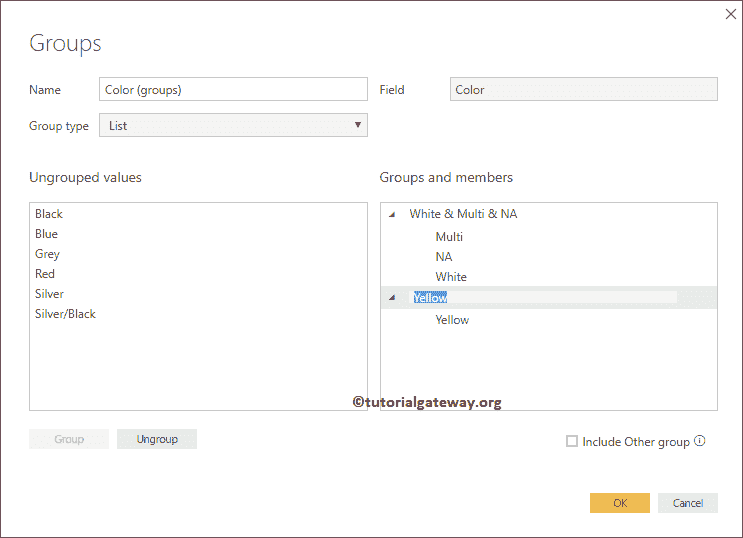 Groups
Name Color (groups) Field Color
Group type List
Ungrouped values
Black
Blue
Grey
Red
Silver
Silver/Black
Groups and members
White & Multi & NA
Multi
NA
White
Yellow
Yellow
©tutorialgateway.org
Group Ungroup Include Other group
OK Cancel